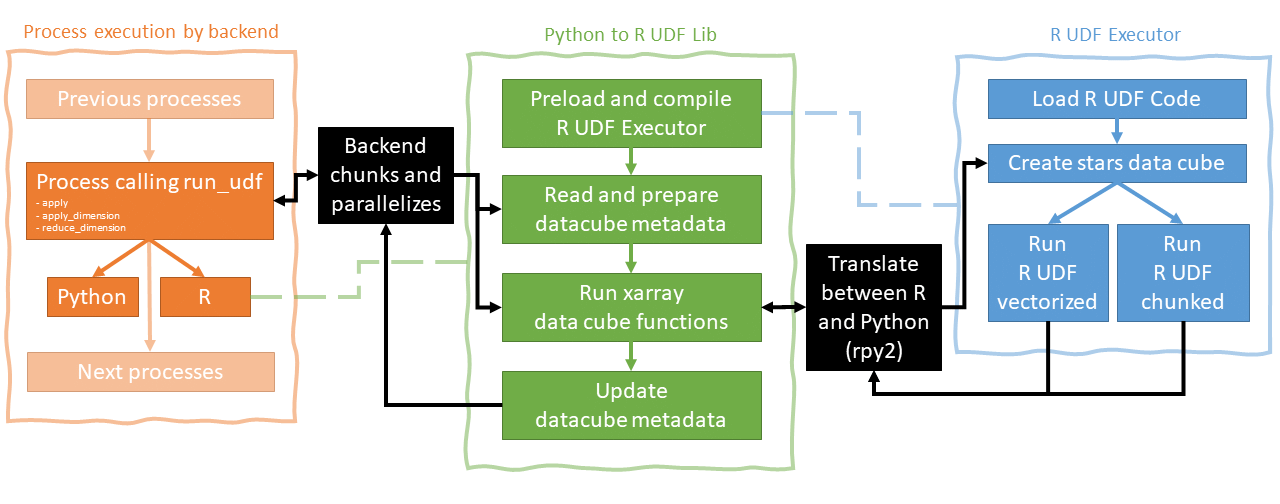 Process execution by backend
Previous processes
Process calling run_udf
- apply
- apply_dimension
- reduce_dimension
Python
R
Next processes
Backend
chunks and
parallelizes
Python to R UDF Lib
Preload and compile
R UDF Executor
Read and prepare
datacube metadata
Run xarray
data cube functions
Update
datacube metadata
Translate
between R
and Python
(rpy2)
R UDF Executor
Load R UDF Code
Create stars data cube
Run
R UDF
vectorized
Run
R UDF
chunked